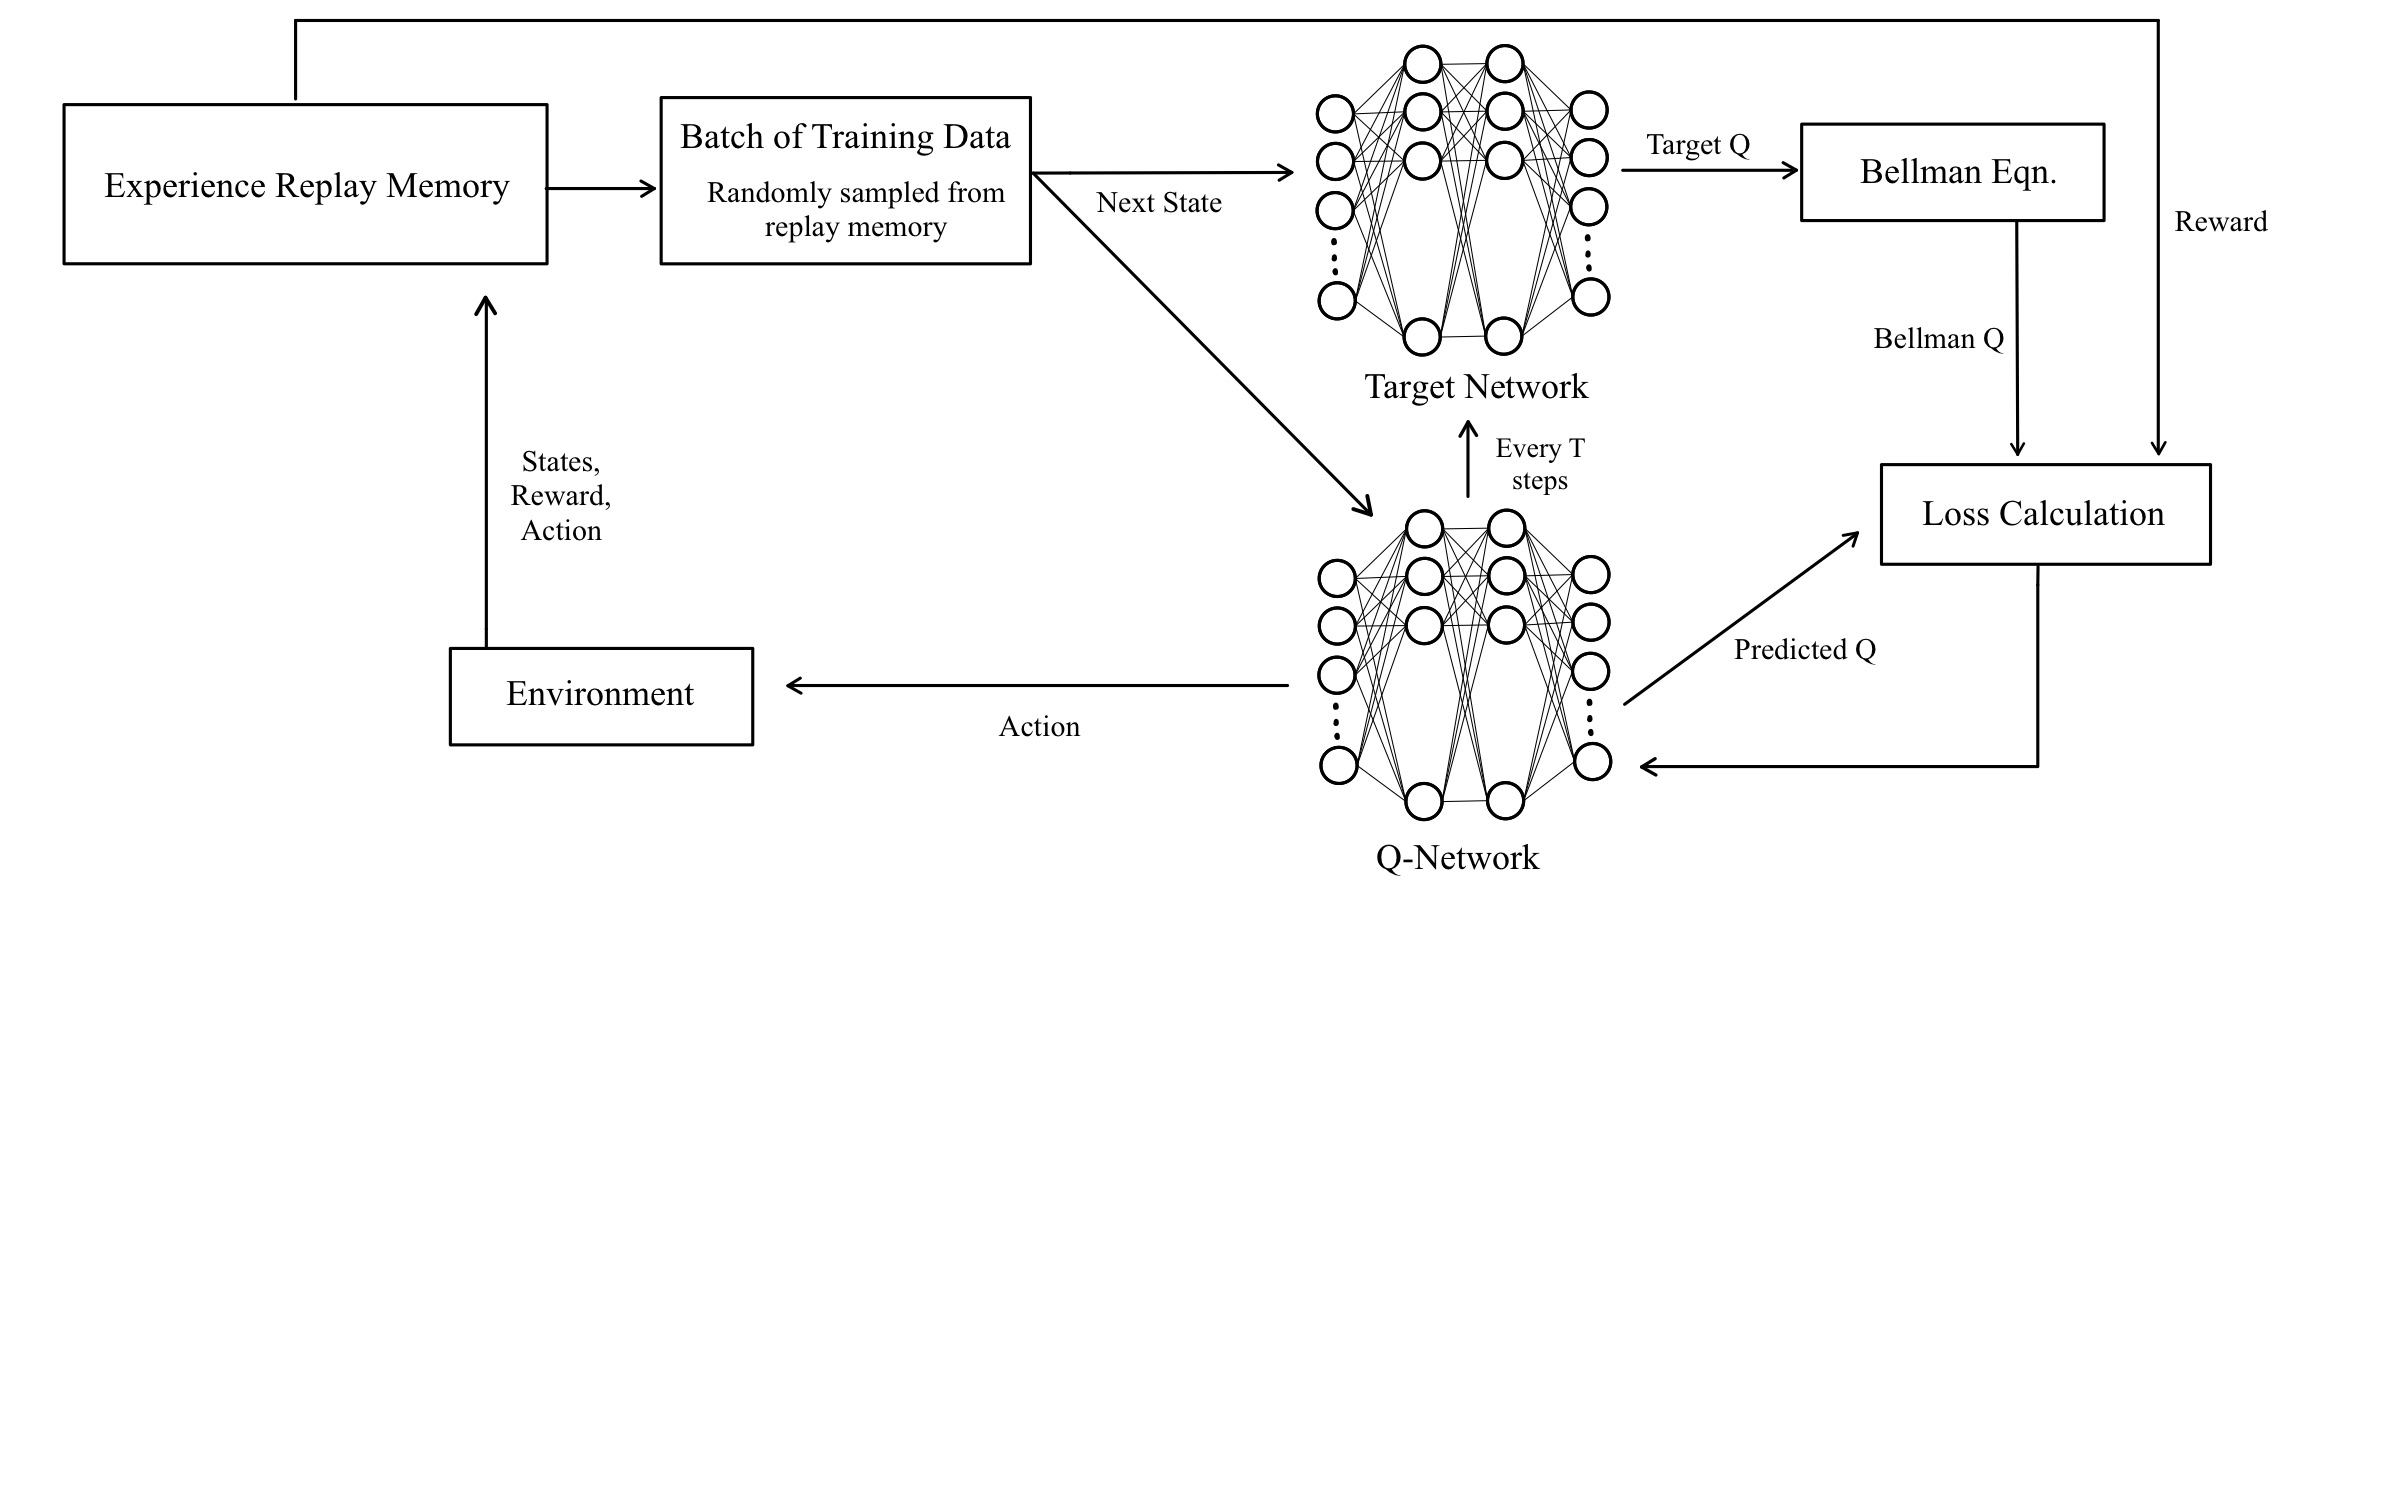 Experience Replay Memory
Batch of Training Data
Randomly sampled from
replay memory
Next State
Target Q
Bellman Eqn.
Reward
Bellman Q
Target Network
Every T
steps
States,
Reward,
Action
Loss Calculation
Predicted Q
Environment
Action
Q-Network